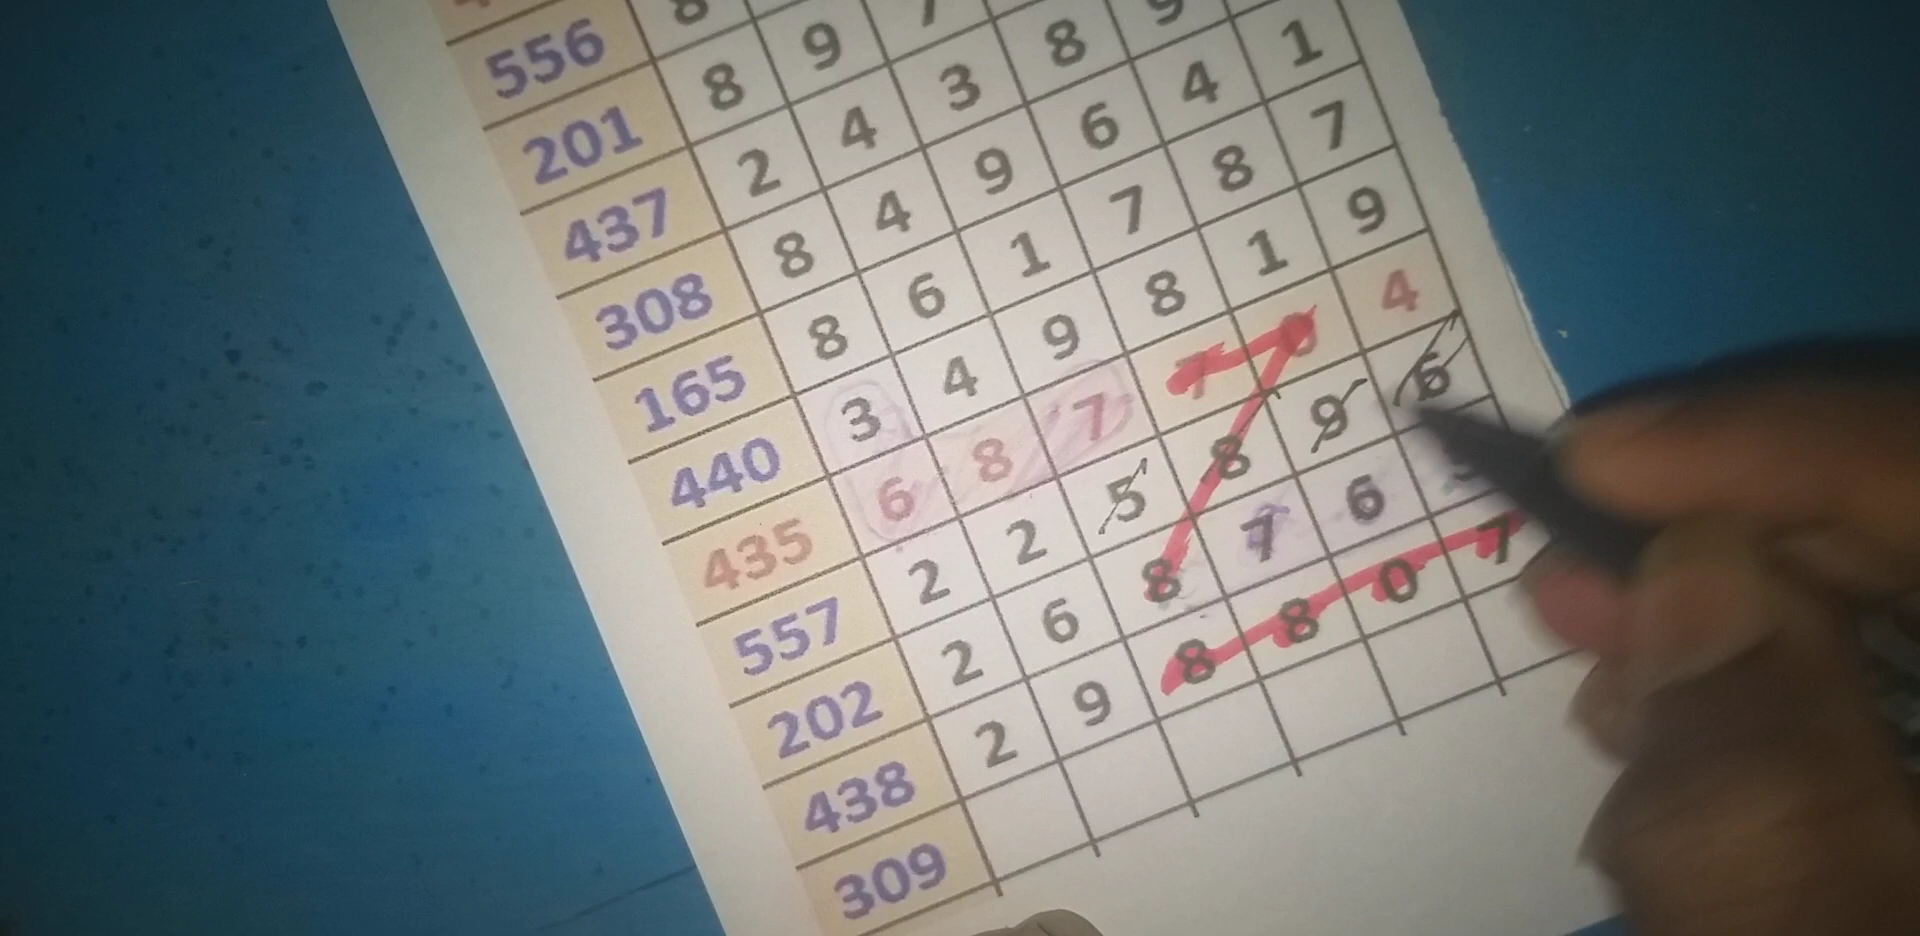 556 8
201 8 9 7
437 2 4 3 8 9
308 8 4 9 6 4 1
165 8 6 1 7 8 7
440 3 4 9 8 1 9
435 6 8 7 7 4
557 2 2 5 8 9 6
202 2 6 8 7 6
438 2 9 8 8 0 7
309